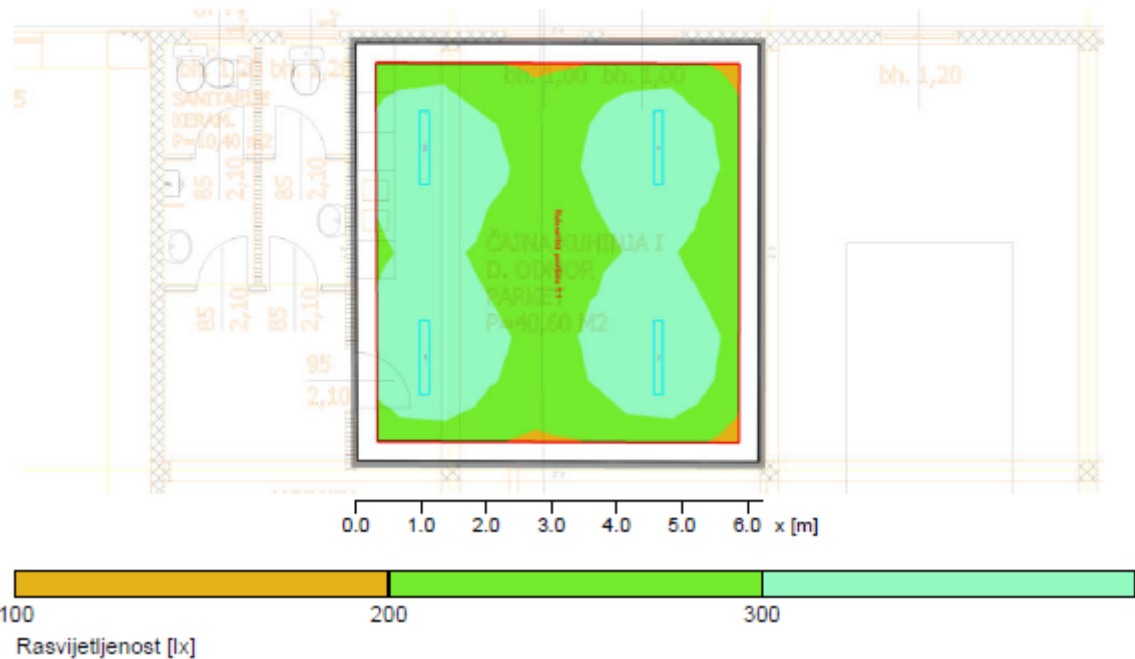 bh. 1,20 bh. 1,20
bh. 1,00 bh. 1,00
bh. 1,20
SANITARIJE
KERAM.
P=10,40 m2
85
2,10
85
2,10
ČAJNA KUHINJA I
D. ODMOR
PARKET
P=40,60 M2
85
2,10
85
2,10
95
2,10
0.0 1.0 2.0 3.0 4.0 5.0 6.0 x [m]
100 200 300
Rasvijetljenost [lx]